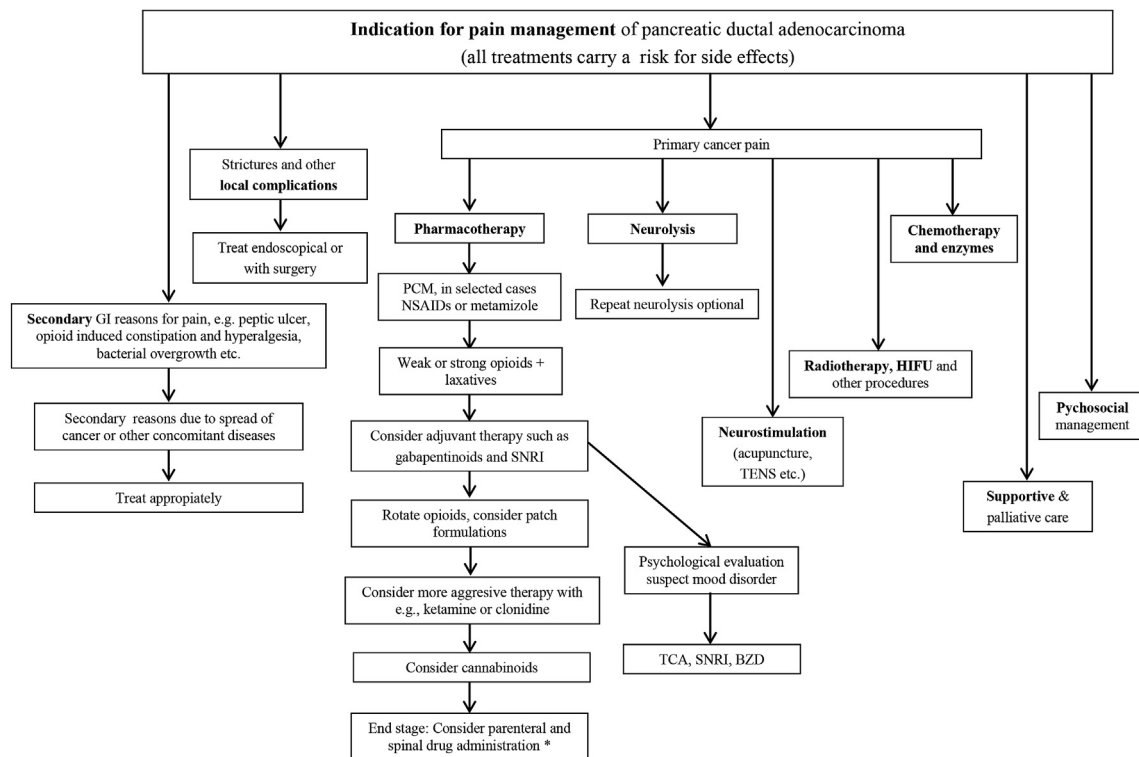 Indication for pain management of pancreatic ductal adenocarcinoma
(all treatments carry a risk for side effects)
Primary cancer pain
Strictures and other
local complications
Treat endoscopical or
with surgery
Secondary GI reasons for pain, e.g. peptic ulcer,
opioid induced constipation and hyperalgesia,
bacterial overgrowth etc.
Secondary reasons due to spread of
cancer or other concomitant diseases
Treat appropiately
Pharmacotherapy
PCM, in selected cases
NSAIDs or metamizole
Weak or strong opioids +
laxatives
Consider adjuvant therapy such as
gabapentinoids and SNRI
Rotate opioids, consider patch
formulations
Consider more aggresive therapy with
e.g., ketamine or clonidine
Consider cannabinoids
End stage: Consider parenteral and
spinal drug administration *
Psychological evaluation
suspect mood disorder
TCA, SNRI, BZD
Neurolysis
Repeat neurolysis optional
Neurostimulation
(acupuncture,
TENS etc.)
Radiotherapy, HIFU and
other procedures
Chemotherapy
and enzymes
Supportive &
palliative care
Pychosocial
management